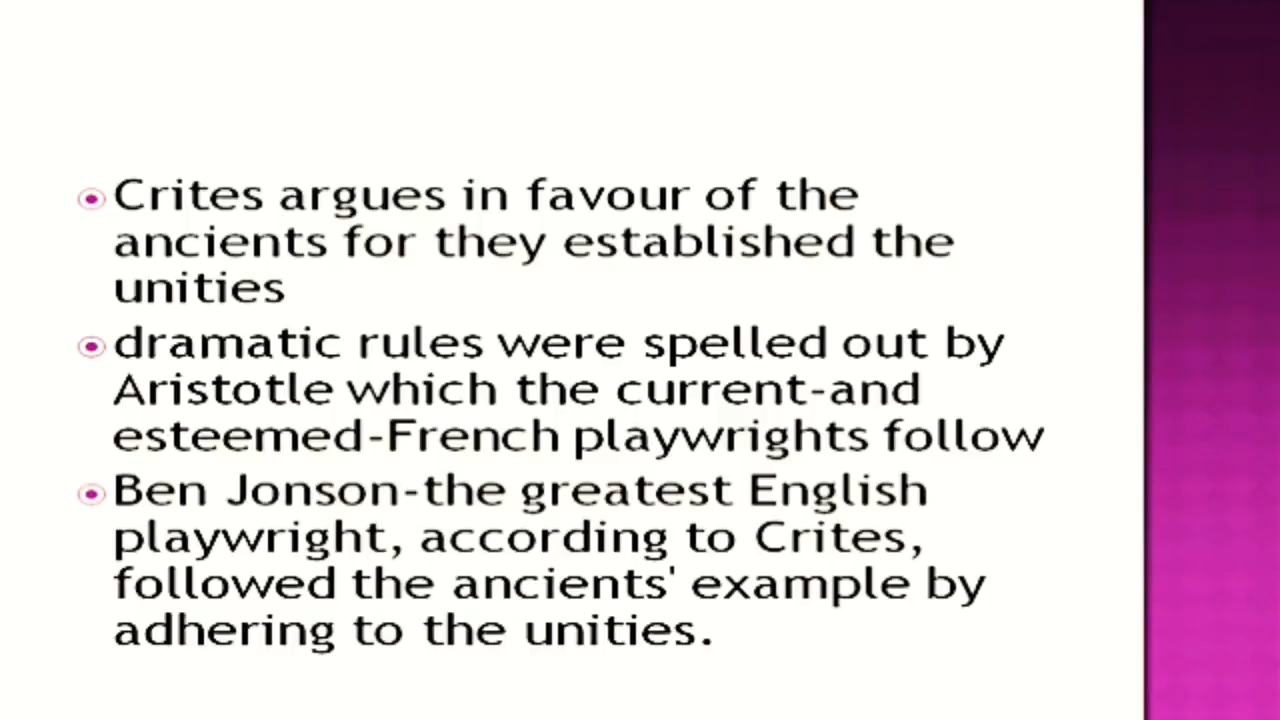 Crites argues in favour of the
ancients for they established the
unities
dramatic rules were spelled out by
Aristotle which the current-and
esteemed-French playwrights follow
Ben Jonson-the greatest English
playwright, according to Crites,
followed the ancients' example by
adhering to the unities.